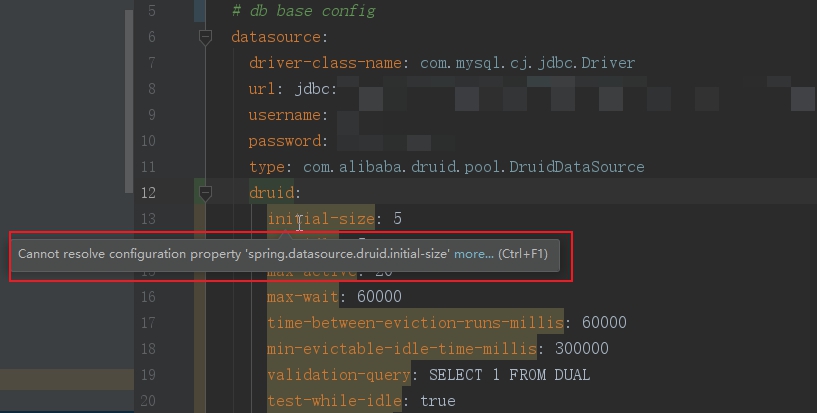 5 # db base config
6 datasource:
7 driver-class-name: com.mysql.cj.jdbc.Driver
8 url: jdbc:
9 username:
10 password:
11 type: com.alibaba.druid.pool.DruidDataSource
12 druid:
13 initial-size: 5
Cannot resolve configuration property 'spring.datasource.druid.initial-size' more... (Ctrl+F1)
max-active: 20
16 max-wait: 60000
17 time-between-eviction-runs-millis: 60000
18 min-evictable-idle-time-millis: 300000
19 validation-query: SELECT 1 FROM DUAL
20 test-while-idle: true